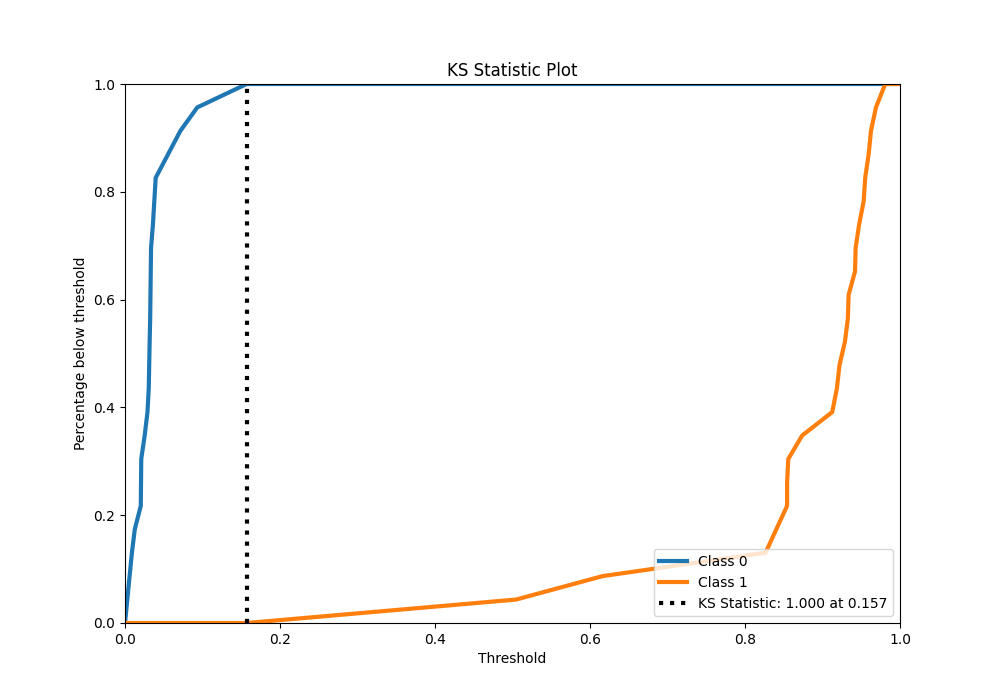 KS Statistic Plot
Percentage below threshold
1.0
0.8
0.6
0.4
0.2
0.0
0.0 0.2 0.4 0.6 0.8 1.0
Threshold
Class 0
Class 1
KS Statistic: 1.000 at 0.157